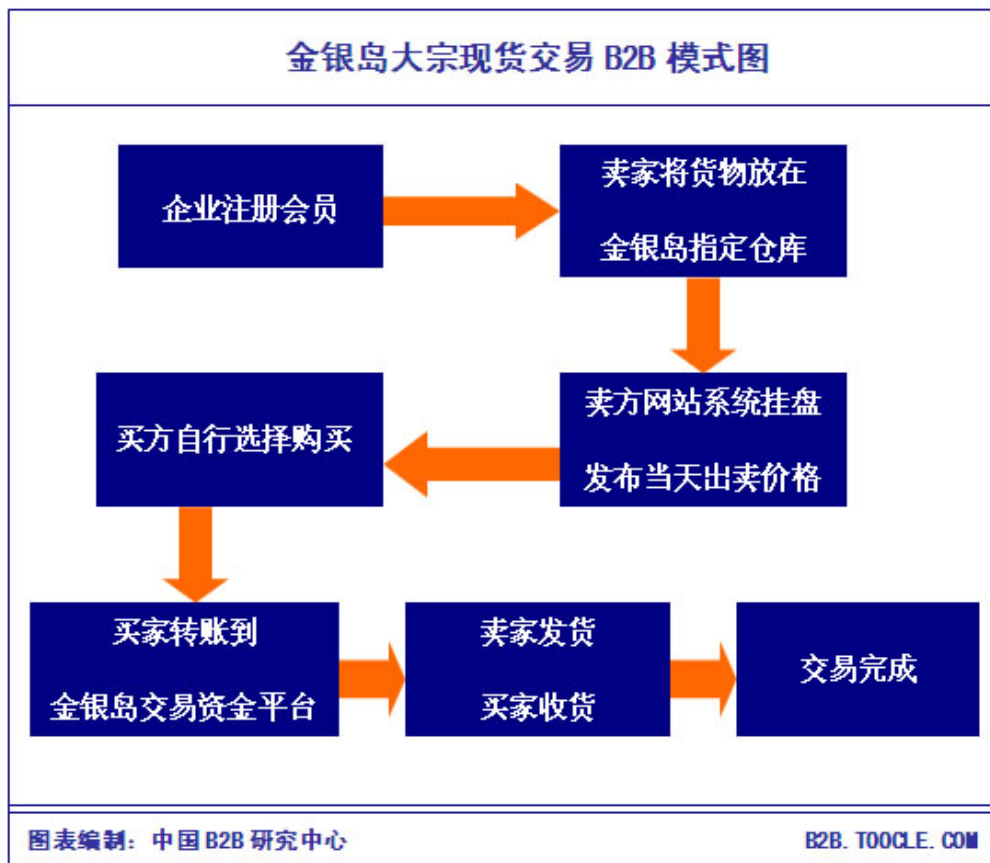 金银岛大宗现货交易 B2B 模式图
企业注册会员
卖家将货物放在
金银岛指定仓库
卖方网站系统挂盘
发布当天出卖价格
买方自行选择购买
买家转账到
金银岛交易资金平台
卖家发货
买家收货
交易完成
图表编制：中国 B2B 研究中心
B2B.TOOCLE.COM